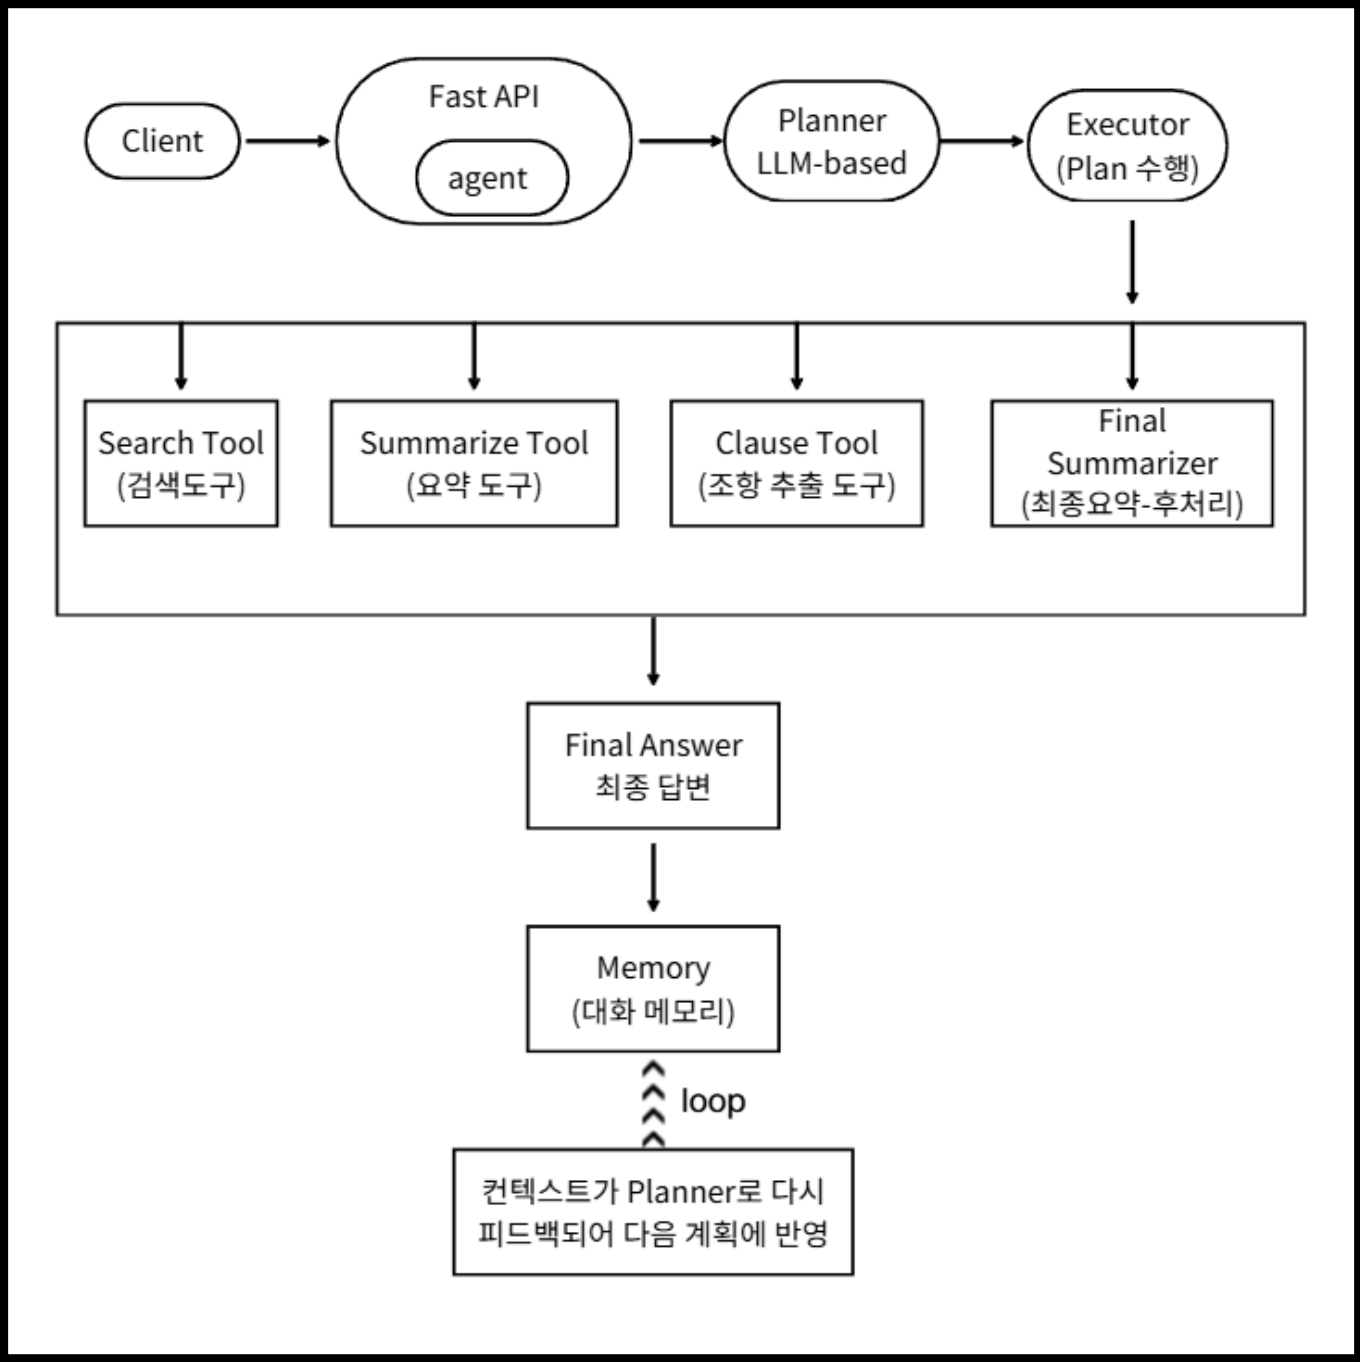 Client
Fast API
agent
Planner
LLM-based
Executor
(Plan 수행)
Search Tool
(검색도구)
Summarize Tool
(요약 도구)
Clause Tool
(조항 추출 도구)
Final
Summarizer
(최종요약-후처리)
Final Answer
최종 답변
Memory
(대화 메모리)
loop
컨텍스트가 Planner로 다시
피드백되어 다음 계획에 반영